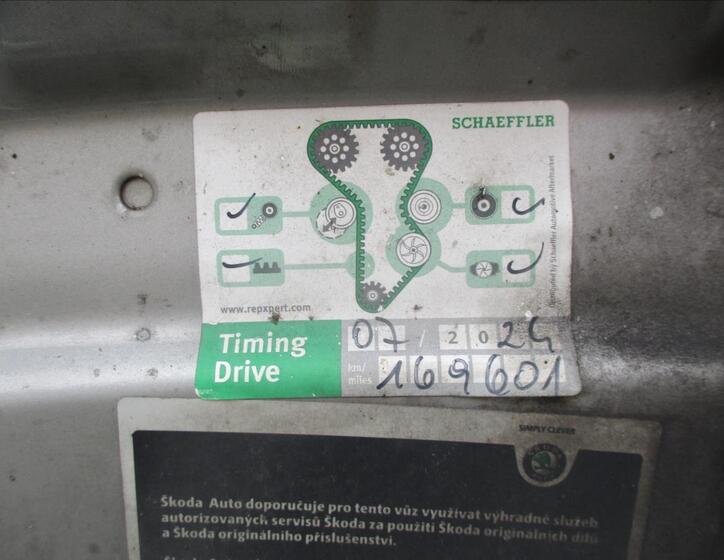 SCHAEFFLER
Distributed by Schaeffler Automotive Aftermarket
www.repxpert.com
Timing
Drive
07 / 2024
km/
miles
169601
SIMPLY CLEVER
Škoda Auto doporučuje pro tento vůz využívat výhradně služeb
autorizovaných servisů Škoda za použití Škoda originálních dílů
a Škoda originálního příslušenství.